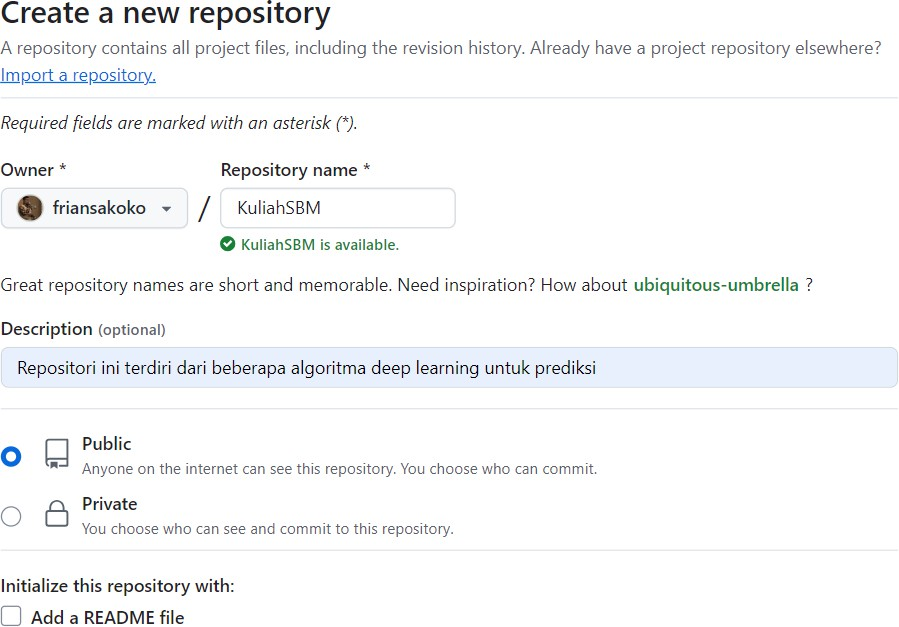 Create a new repository
A repository contains all project files, including the revision history. Already have a project repository elsewhere?
Import a repository.
Required fields are marked with an asterisk (*).
Owner *
Repository name *
friansakoko / KuliahSBM
KuliahSBM is available.
Great repository names are short and memorable. Need inspiration? How about ubiquitous-umbrella ?
Description (optional)
Repositori ini terdiri dari beberapa algoritma deep learning untuk prediksi
Public
Anyone on the internet can see this repository. You choose who can commit.
Private
You choose who can see and commit to this repository.
Initialize this repository with:
Add a README file